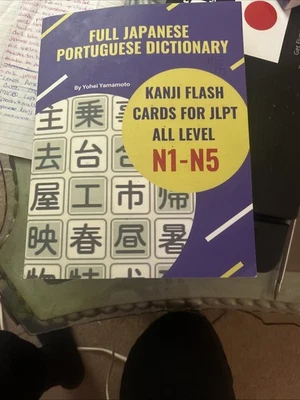 FULL JAPANESE
PORTUGUESE DICTIONARY
By Yohei Yamamoto
KANJI FLASH
CARDS FOR JLPT
ALL LEVEL
N1-N5
主 乗
去 台
屋 工 市 帰
映 春 昼 暑